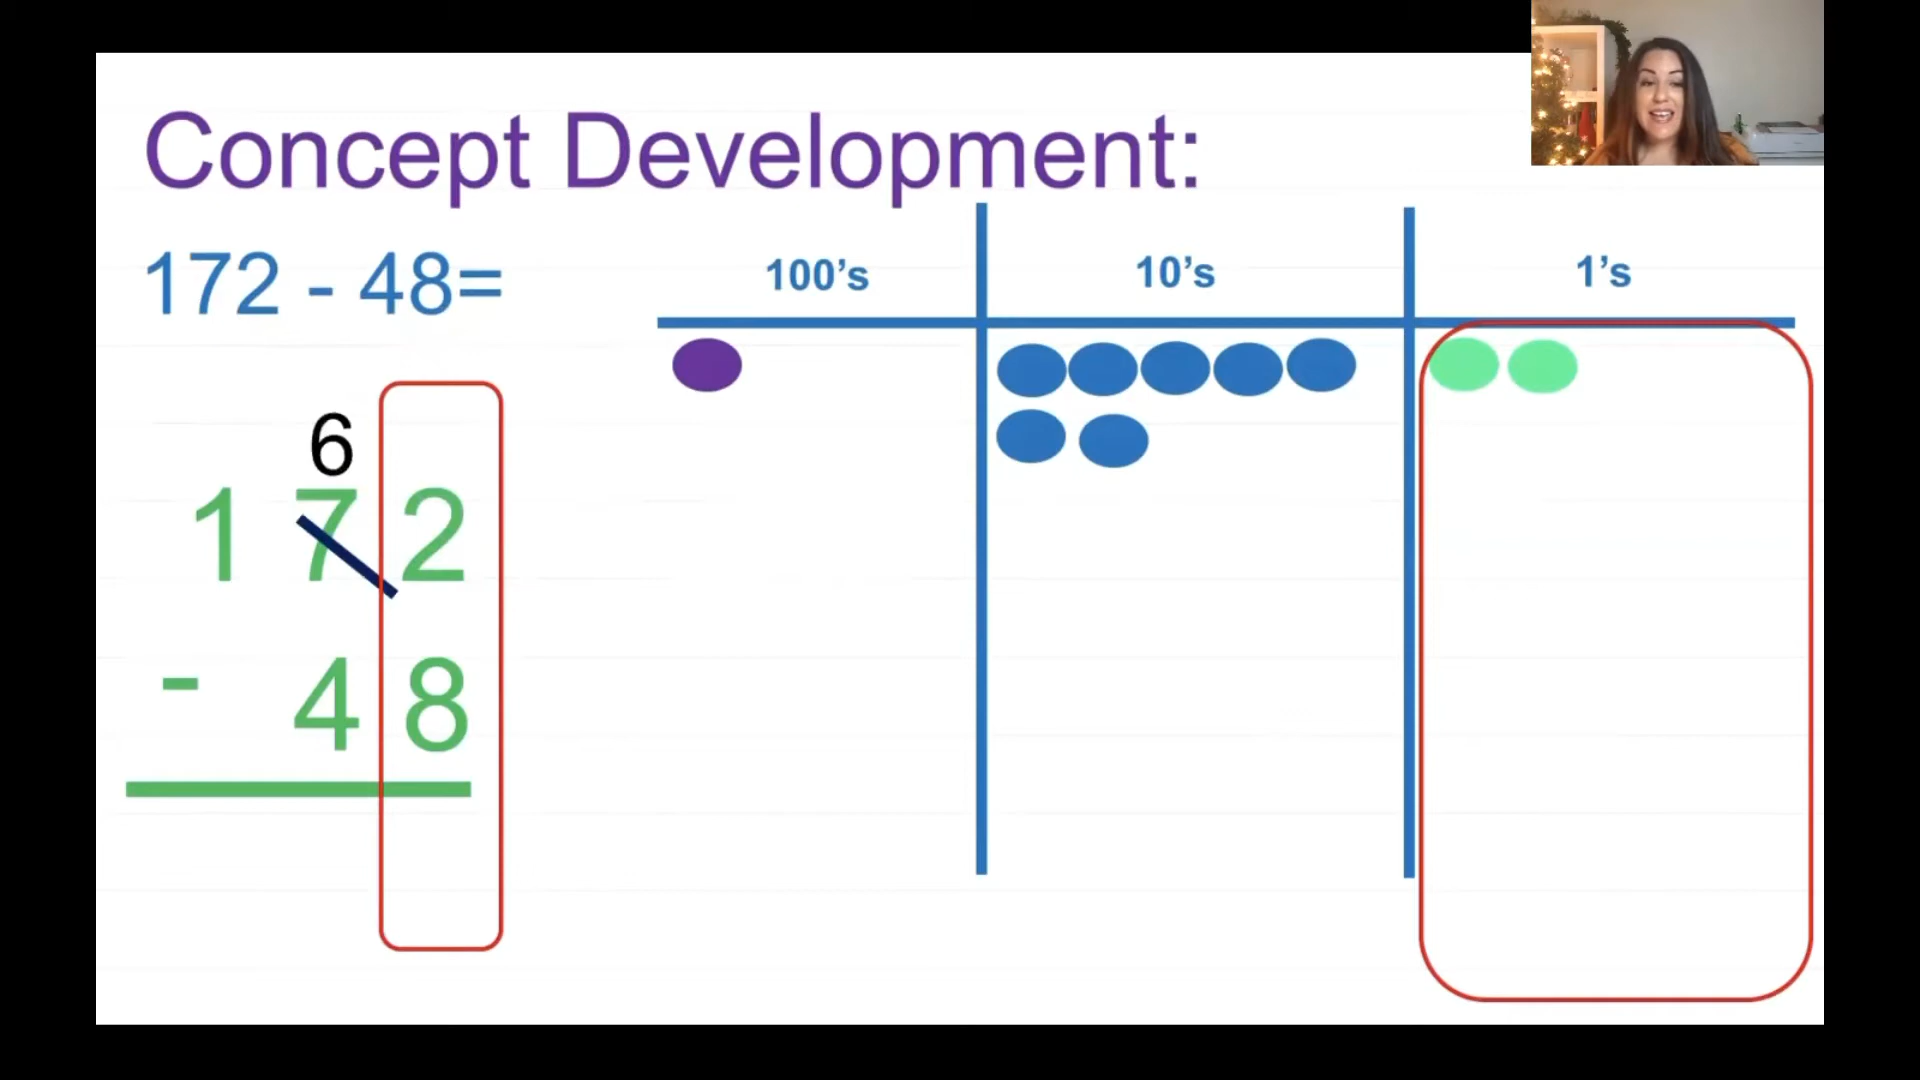 Concept Development:
172 - 48=
100's 10's 1's
6
1 7 2
- 4 8